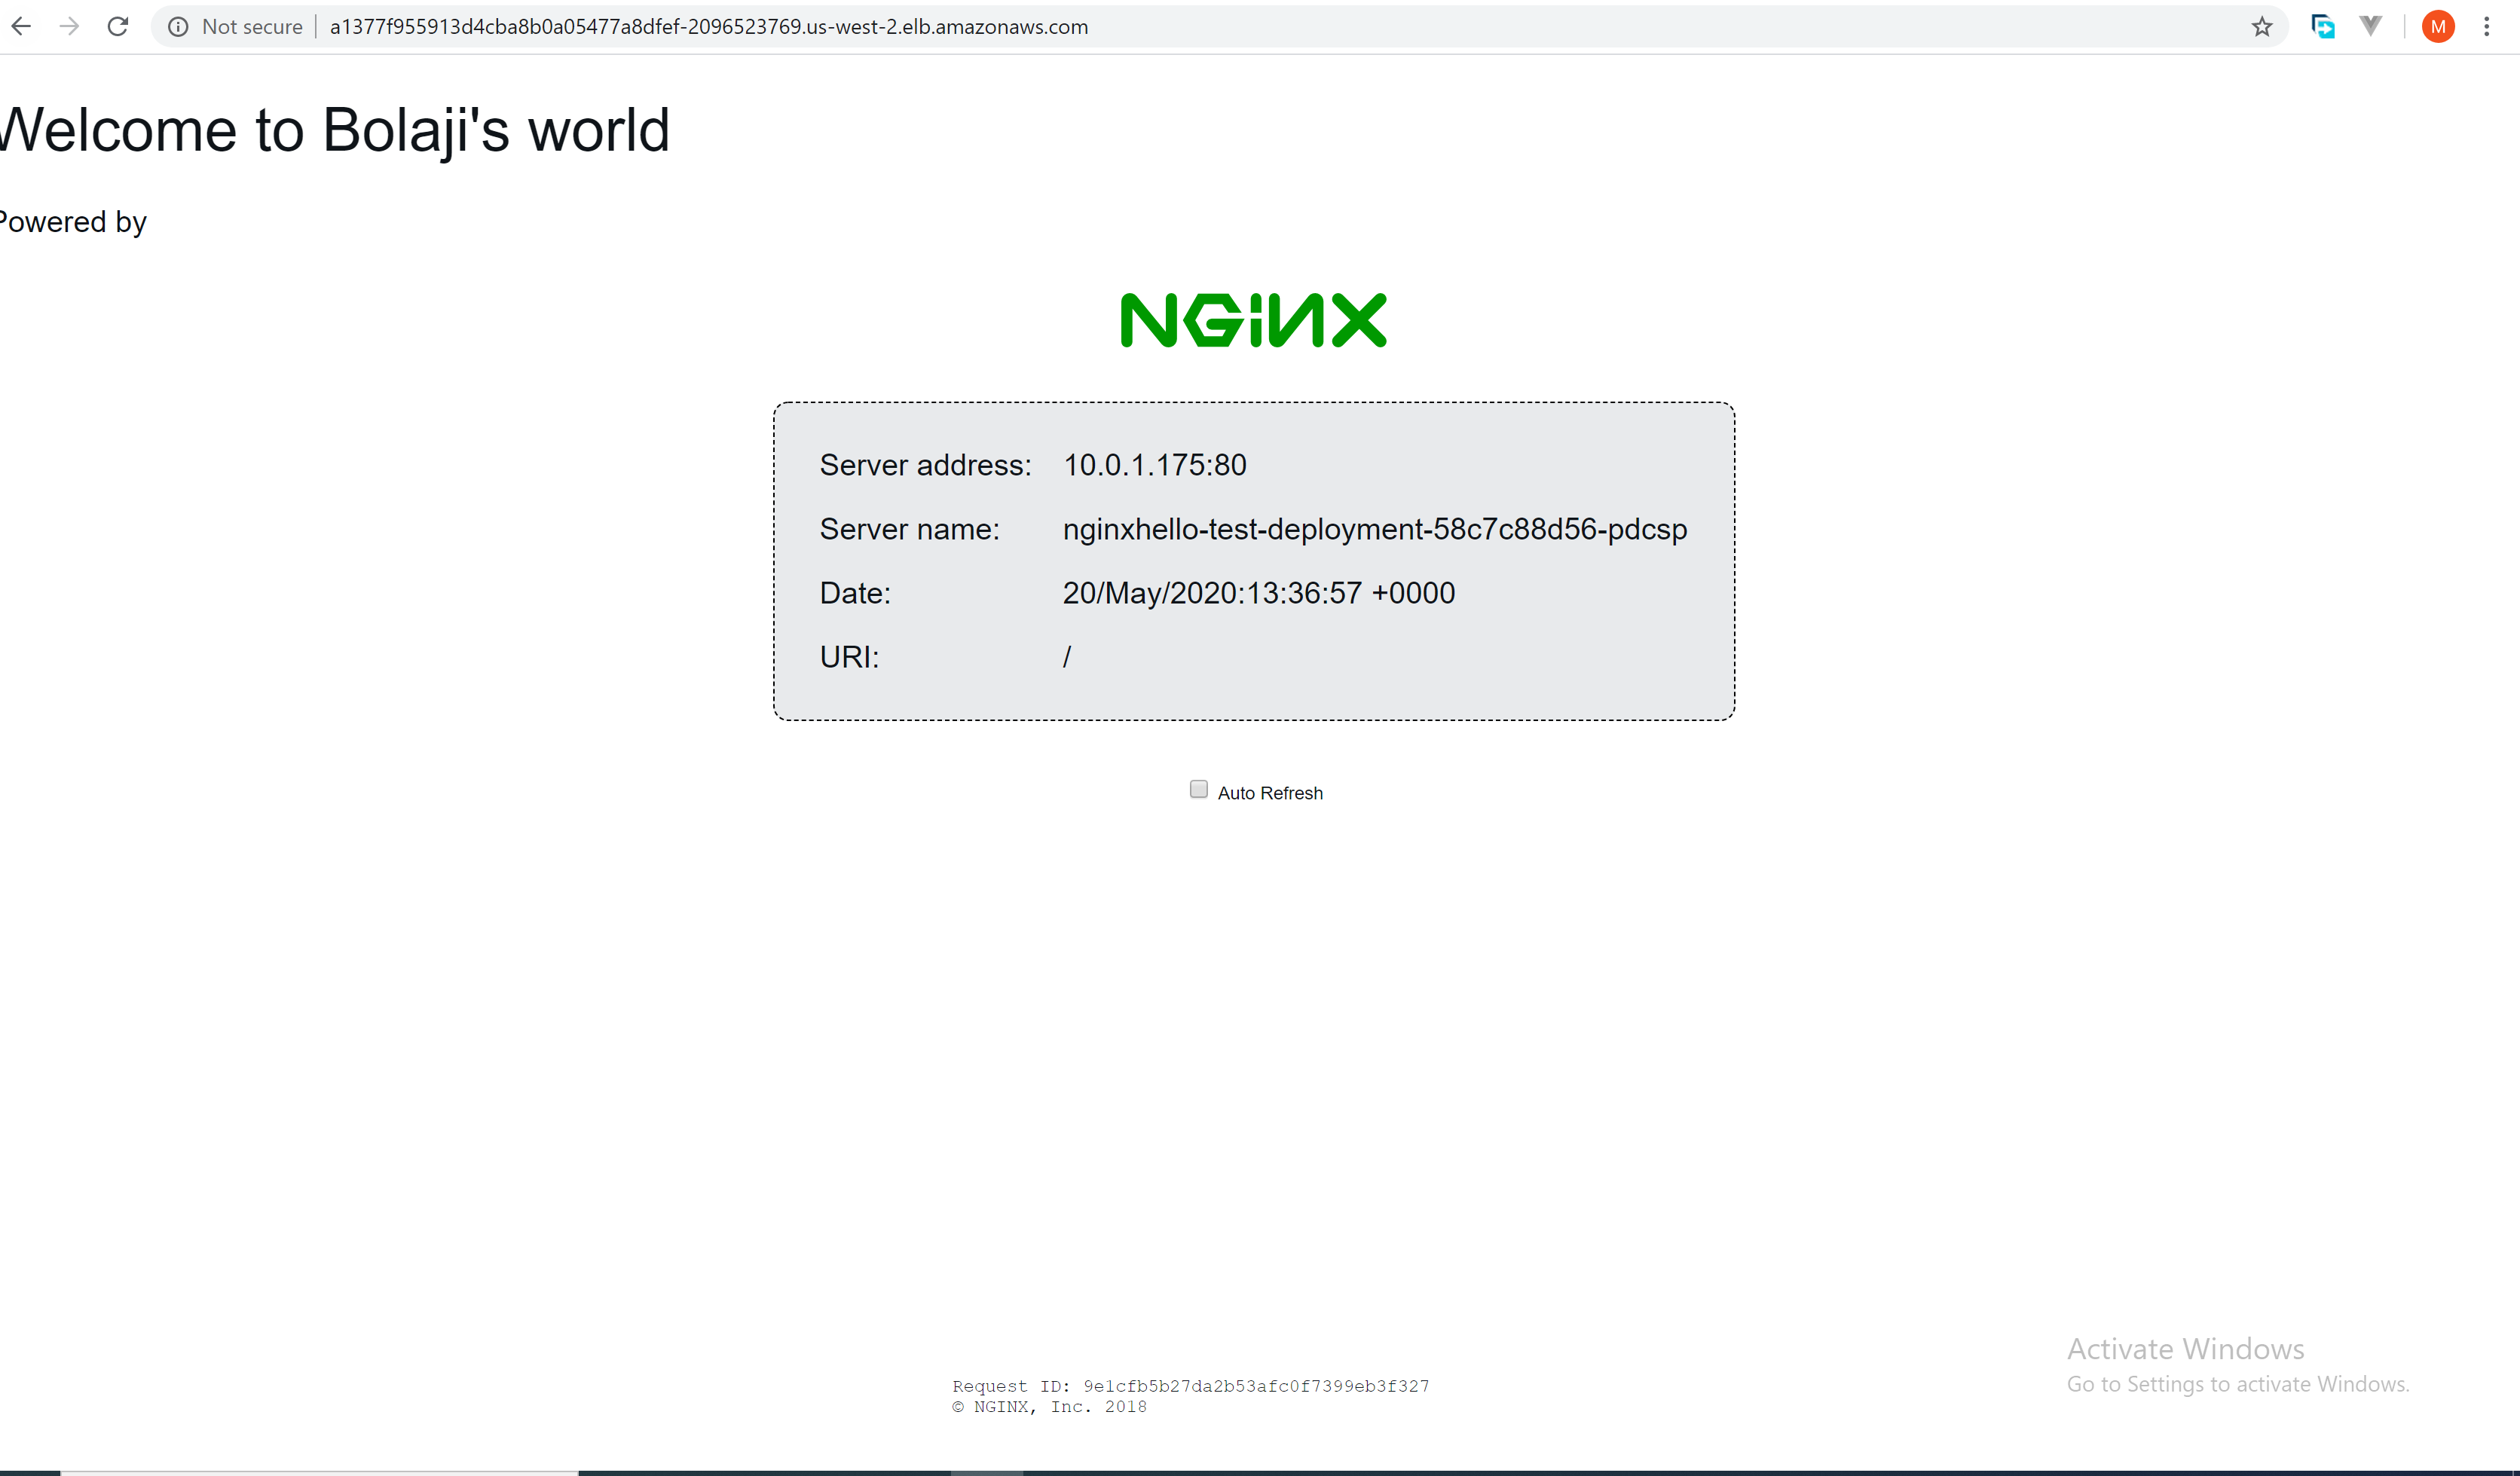 Not secure a1377f955913d4cba8b0a05477a8dfef-2096523769.us-west-2.elb.amazonaws.com M
Welcome to Bolaji's world
Powered by
NGINX
Server address: 10.0.1.175:80
Server name: nginxhello-test-deployment-58c7c88d56-pdcsp
Date: 20/May/2020:13:36:57 +0000
URI: /
Auto Refresh
Activate Windows
Go to Settings to activate Windows.
Request ID: 9e1cfb5b27da2b53afc0f7399eb3f327
© NGINX, Inc. 2018